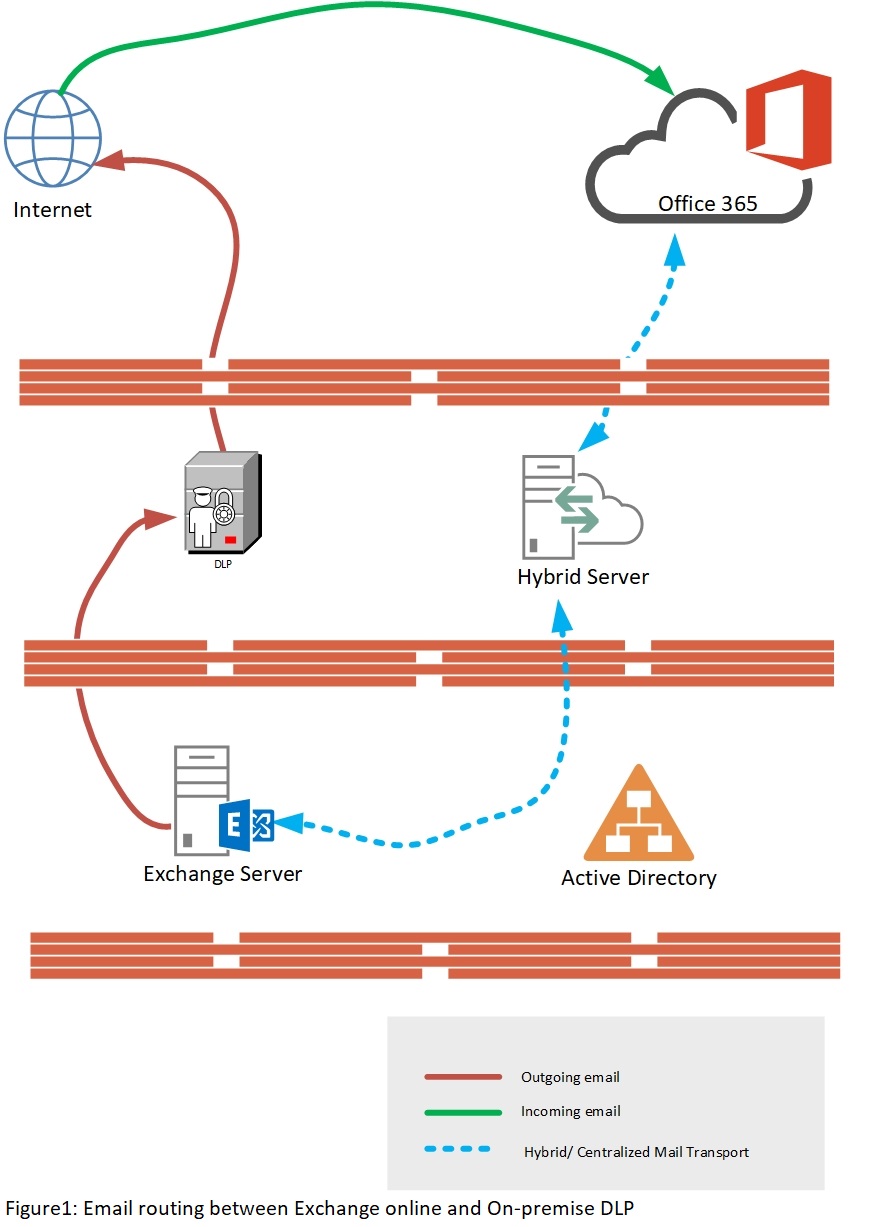 Internet
Office 365
DLP
Hybrid Server
E
Exchange Server
Active Directory
Outgoing email
Incoming email
Hybrid/ Centralized Mail Transport
Figure1: Email routing between Exchange online and On-premise DLP